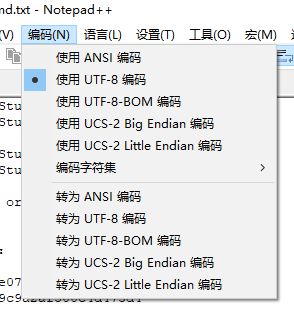 md.txt - Notepad++
(V) 编码(N) 语言(L) 设置(T) 工具(O) 宏(M)
使用 ANSI 编码
使用 UTF-8 编码
使用 UTF-8-BOM 编码
使用 UCS-2 Big Endian 编码
使用 UCS-2 Little Endian 编码
编码字符集
转为 ANSI 编码
转为 UTF-8 编码
转为 UTF-8-BOM 编码
转为 UCS-2 Big Endian 编码
转为 UCS-2 Little Endian 编码
Stu
Stu
Stu
Stu
or
e07